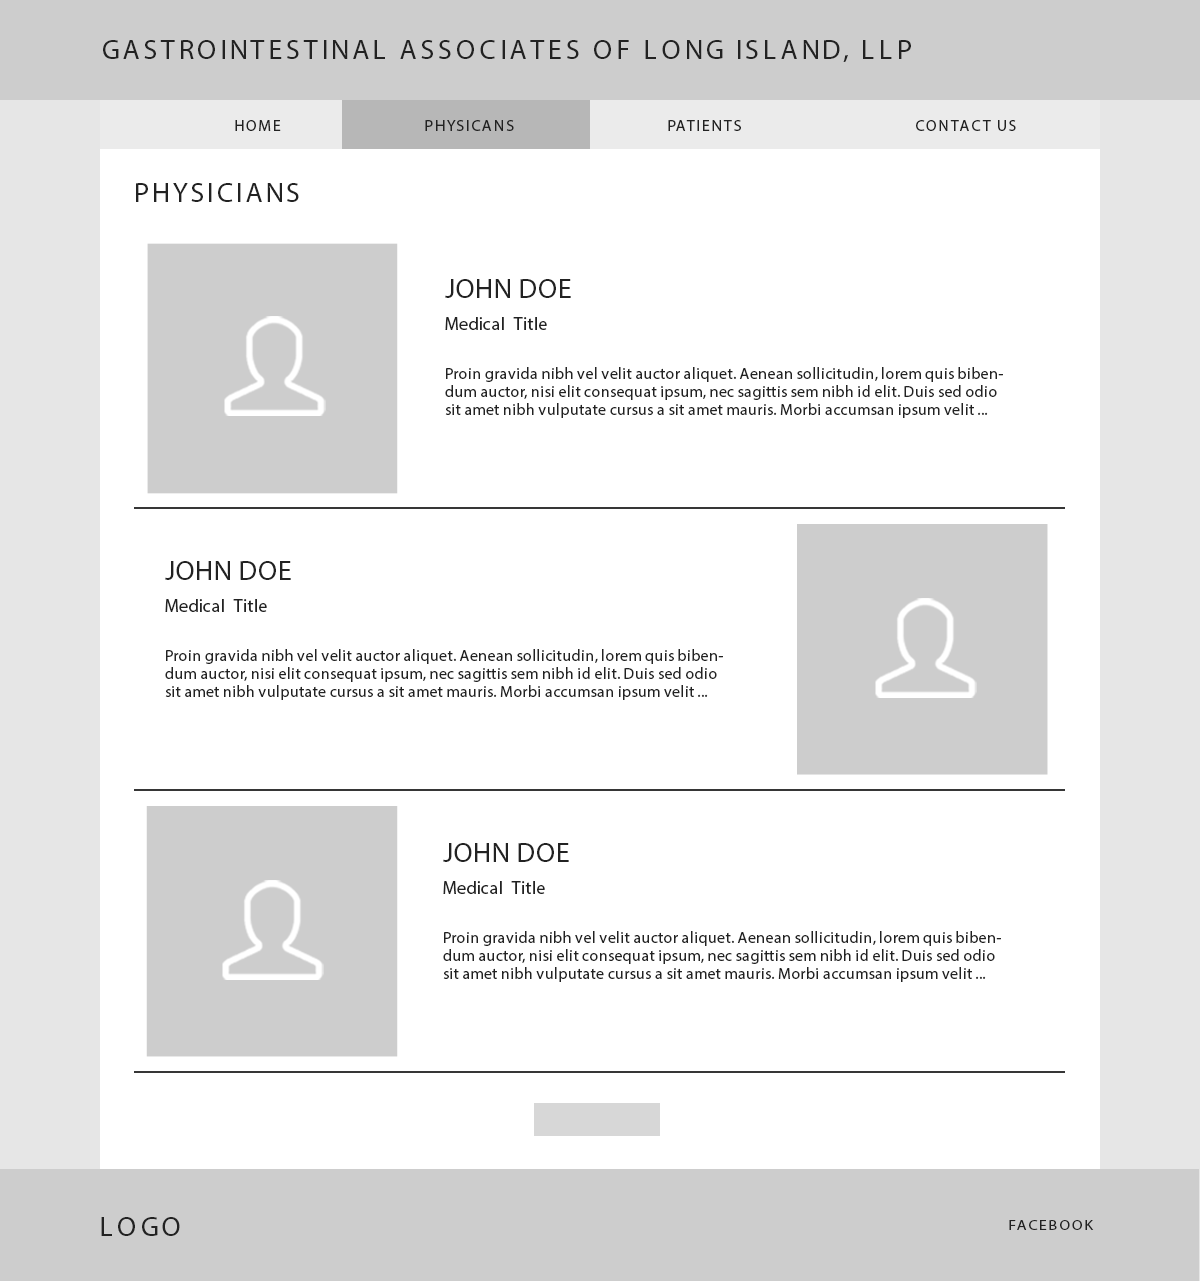 GASTROINTESTINAL ASSOCIATES OF LONG ISLAND, LLP
HOME PHYSICANS PATIENTS CONTACT US
PHYSICIANS
JOHN DOE
Medical Title
Proin gravida nibh vel velit auctor aliquet. Aenean sollicitudin, lorem quis biben-
dum auctor, nisi elit consequat ipsum, nec sagittis sem nibh id elit. Duis sed odio
sit amet nibh vulputate cursus a sit amet mauris. Morbi accumsan ipsum velit ...
JOHN DOE
Medical Title
Proin gravida nibh vel velit auctor aliquet. Aenean sollicitudin, lorem quis biben-
dum auctor, nisi elit consequat ipsum, nec sagittis sem nibh id elit. Duis sed odio
sit amet nibh vulputate cursus a sit amet mauris. Morbi accumsan ipsum velit ...
JOHN DOE
Medical Title
Proin gravida nibh vel velit auctor aliquet. Aenean sollicitudin, lorem quis biben-
dum auctor, nisi elit consequat ipsum, nec sagittis sem nibh id elit. Duis sed odio
sit amet nibh vulputate cursus a sit amet mauris. Morbi accumsan ipsum velit ...
LOGO
FACEBOOK